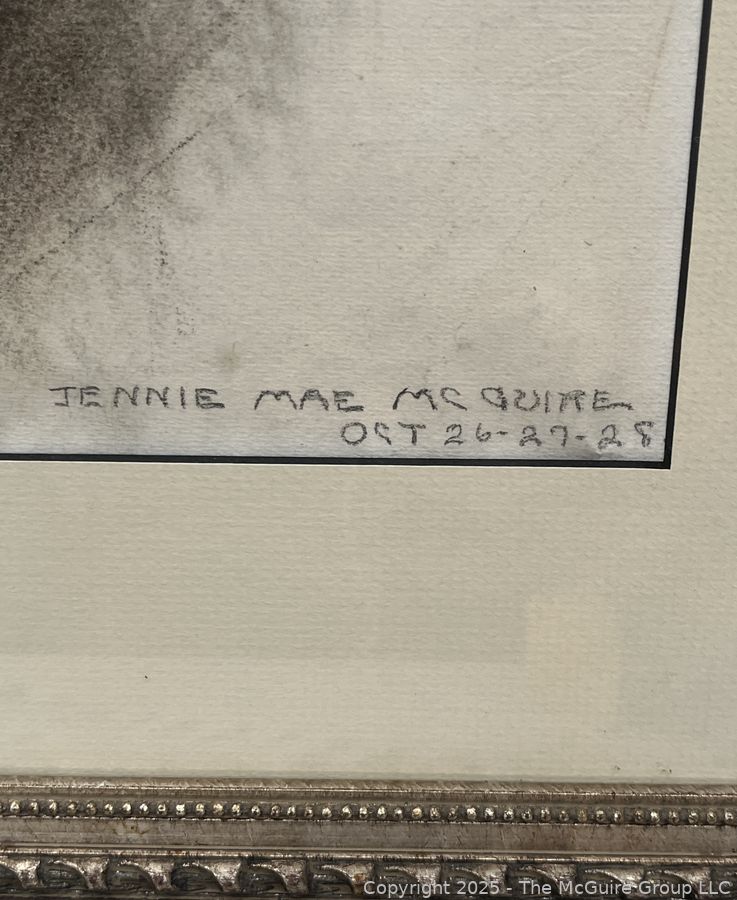 JENNIE MAE MCGUIRE
OCT 26-27-28
Copyright 2025 - The McGuire Group LLC